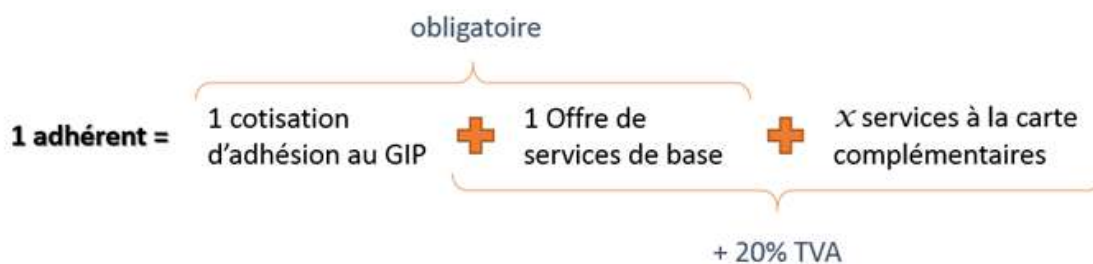 obligatoire
1 adhérent =
1 cotisation
d’adhésion au GIP
1 Offre de
services de base
x services à la carte
complémentaires
+ 20% TVA